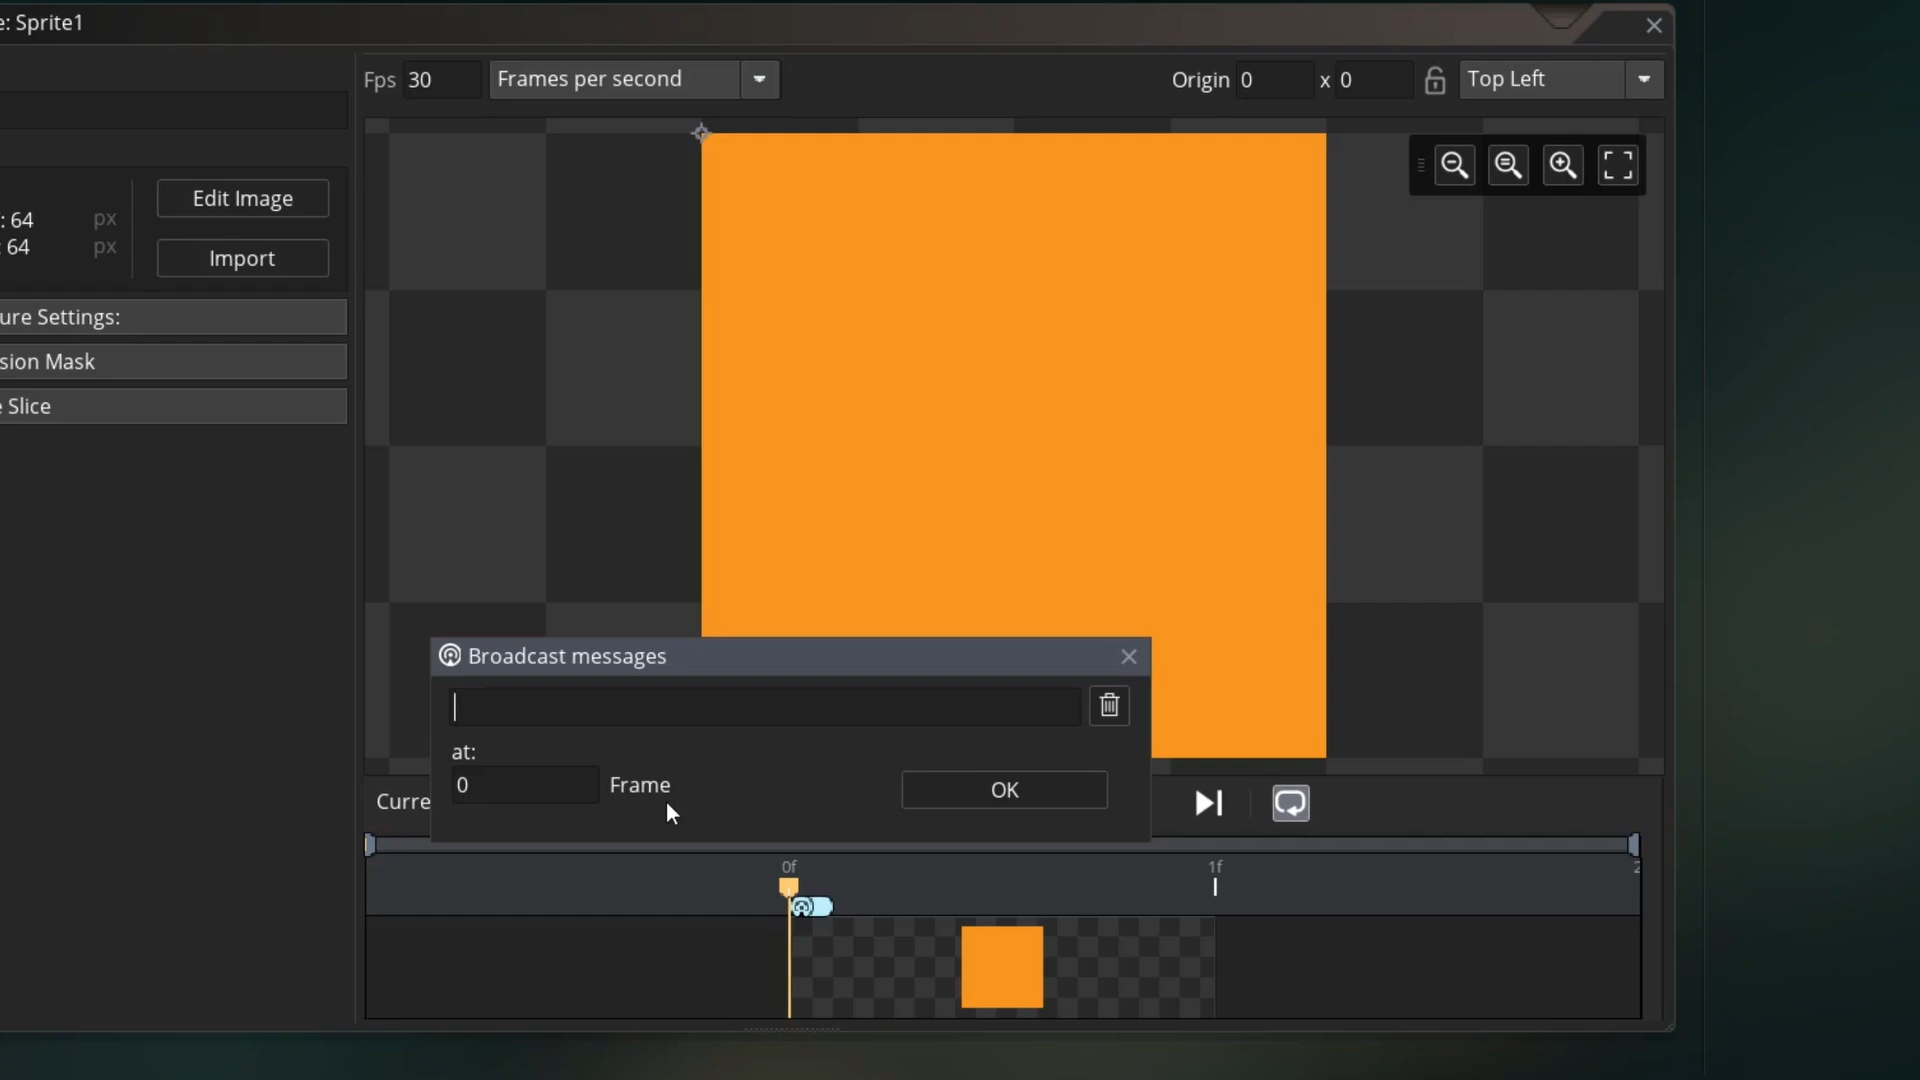 e: Sprite1
Fps 30 Frames per second
Origin 0 x 0 Top Left
: 64 px
: 64 px
Edit Image
Import
ure Settings:
sion Mask
e Slice
Broadcast messages
at:
0 Frame
OK
Curre
0f 1f 2